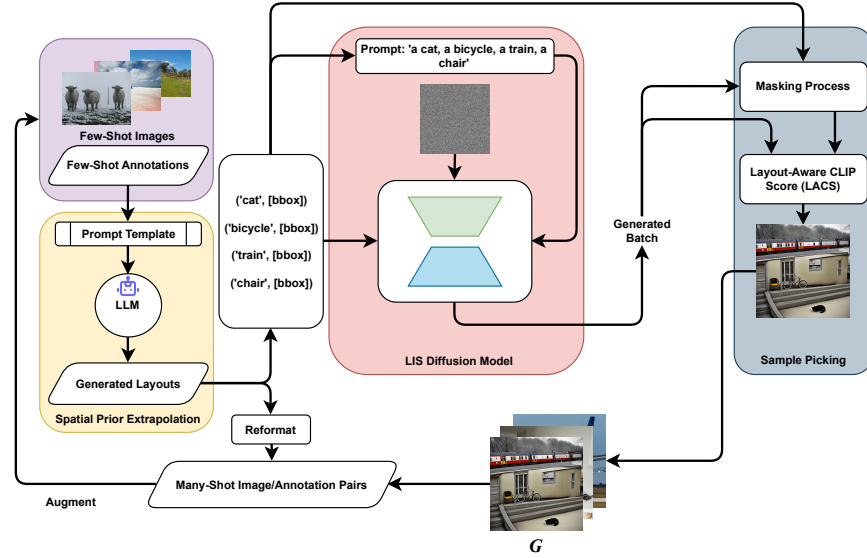 Few-Shot Images
Few-Shot Annotations
Prompt Template
LLM
Generated Layouts
Spatial Prior Extrapolation
('cat', [bbox])
('bicycle', [bbox])
('train', [bbox])
('chair', [bbox])
Reformat
Many-Shot Image/Annotation Pairs
Augment
Prompt: 'a cat, a bicycle, a train, a
chair'
LIS Diffusion Model
Generated
Batch
Masking Process
Layout-Aware CLIP
Score (LACS)
Sample Picking
G